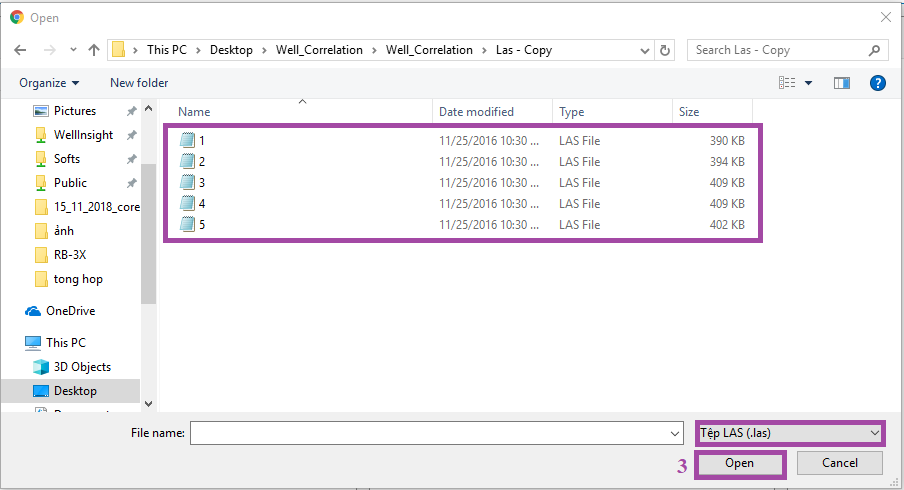 Open
This PC > Desktop > Well_Correlation > Well_Correlation > Las - Copy
Search Las - Copy
Organize New folder
Name Date modified Type Size
Pictures
WellInsight
Softs
Public
15_11_2018_core
ảnh
RB-3X
tong hop
OneDrive
This PC
3D Objects
Desktop
1 11/25/2016 10:30 ... LAS File 390 KB
2 11/25/2016 10:30 ... LAS File 394 KB
3 11/25/2016 10:30 ... LAS File 409 KB
4 11/25/2016 10:30 ... LAS File 409 KB
5 11/25/2016 10:30 ... LAS File 402 KB
File name: Tệp LAS (.las)
3 Open Cancel